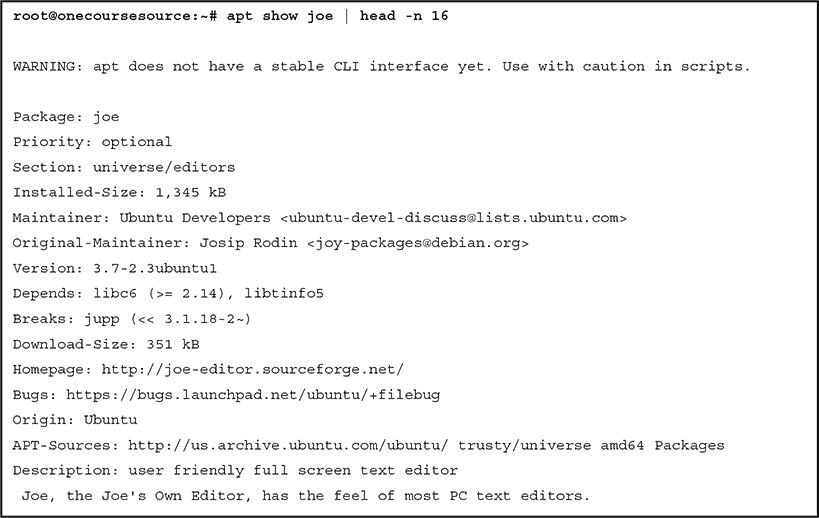 root@onecoursesource:~# apt show joe | head -n 16
WARNING: apt does not have a stable CLI interface yet. Use with caution in scripts.
Package: joe
Priority: optional
Section: universe/editors
Installed-Size: 1,345 kB
Maintainer: Ubuntu Developers <ubuntu-devel-discuss@lists.ubuntu.com>
Original-Maintainer: Josip Rodin <joy-packages@debian.org>
Version: 3.7-2.3ubuntu1
Depends: libc6 (>= 2.14), libtinfo5
Breaks: jupp (<< 3.1.18-2~)
Download-Size: 351 kB
Homepage: http://joe-editor.sourceforge.net/
Bugs: https://bugs.launchpad.net/ubuntu/+filebug
Origin: Ubuntu
APT-Sources: http://us.archive.ubuntu.com/ubuntu/ trusty/universe amd64 Packages
Description: user friendly full screen text editor
Joe, the Joe's Own Editor, has the feel of most PC text editors.